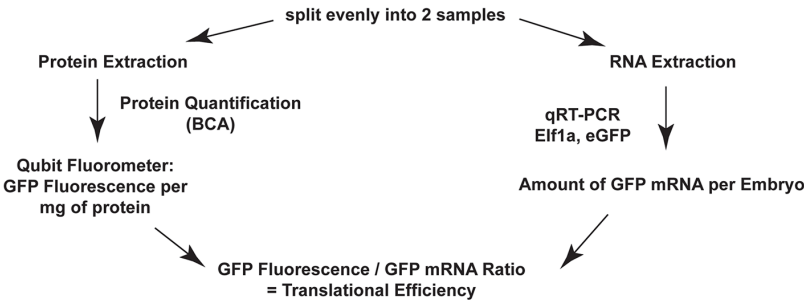 split evenly into 2 samples
Protein Extraction
RNA Extraction
Protein Quantification
(BCA)
qRT-PCR
Elf1a, eGFP
Qubit Fluorometer:
GFP Fluorescence per
mg of protein
Amount of GFP mRNA per Embryo
GFP Fluorescence / GFP mRNA Ratio
= Translational Efficiency